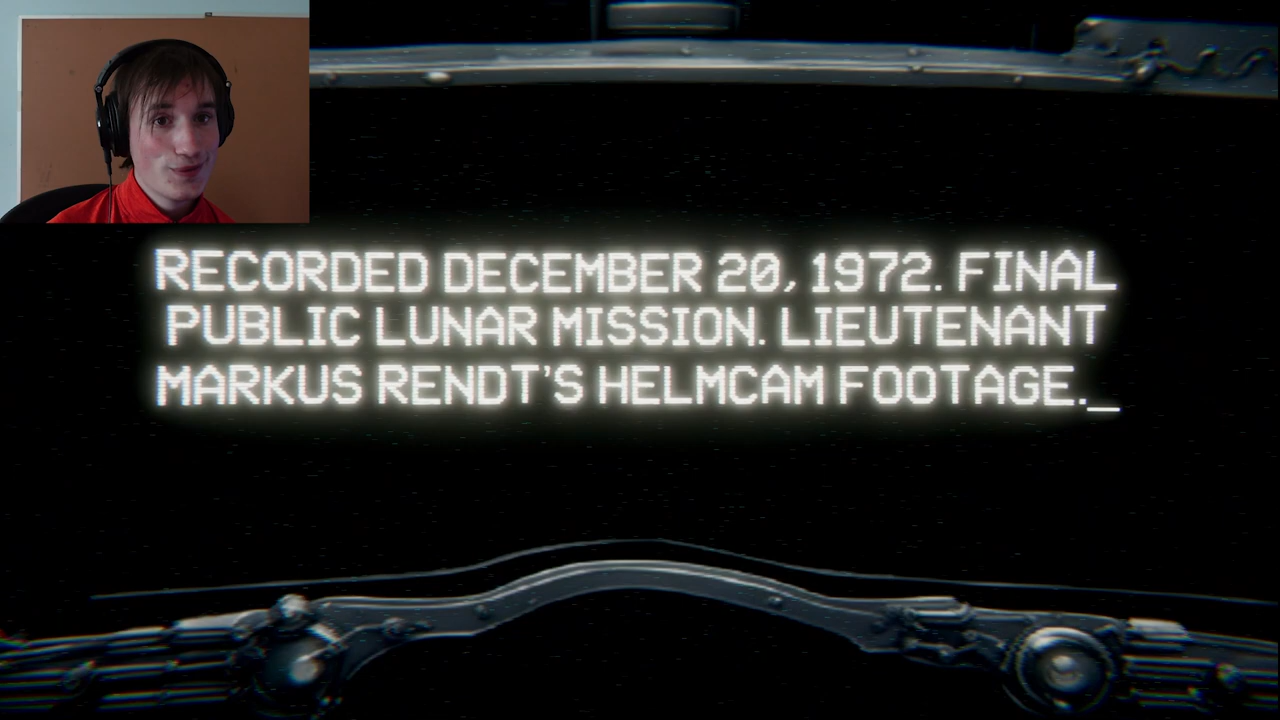 RECORDED DECEMBER 20, 1972. FINAL
PUBLIC LUNAR MISSION. LIEUTENANT
MARKUS RENDT'S HELMCAM FOOTAGE._